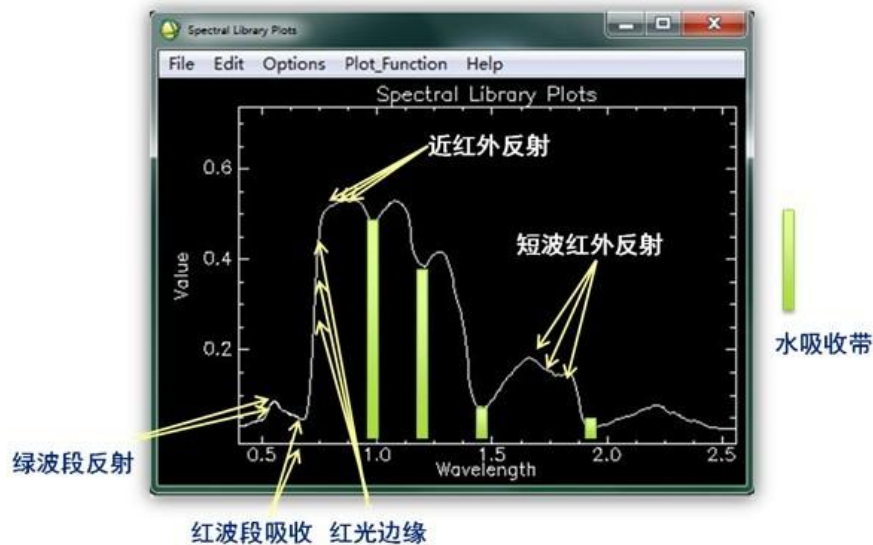 Spectral Library Plots
File Edit Options Plot_Function Help
Spectral Library Plots
近红外反射
0.6
短波红外反射
0.4
Value
0.2
水吸收带
0.5 1.0 1.5 2.0 2.5
Wavelength
绿波段反射
红波段吸收 红光边缘